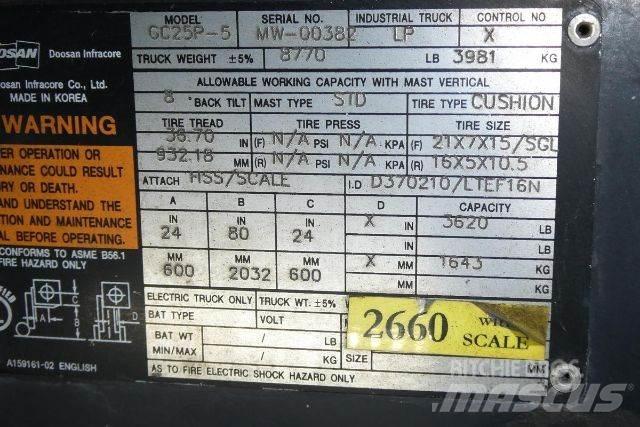 MODEL SERIAL NO. INDUSTRIAL TRUCK CONTROL NO
GC25P-5 MW-00382 LP X
TRUCK WEIGHT ±5% 8770 LB 3981 KG
ALLOWABLE WORKING CAPACITY WITH MAST VERTICAL
8 °BACK TILT MAST TYPE STD TIRE TYPE CUSHION
TIRE TREAD TIRE PRESS TIRE SIZE
36.70 IN (F) N/A PSI N/A KPA (F) 21X7X15/SGL
932.18 MM (R) N/A PSI N/A KPA (R) 16X5X10.5
ATTACH HSS/SCALE I.D D370210/LTEF16N
A B C D CAPACITY
IN IN IN X IN 3620 LB
24 80 24
MM MM MM X MM 1643 KG
600 2032 600
ELECTRIC TRUCK ONLY TRUCK WT. ±5%
BAT TYPE VOLT
BAT WT / LB
MIN/MAX / KG SIZE MM
AS TO FIRE ELECTRIC SHOCK HAZARD ONLY
2660 WITH SCALE
OOSAN Doosan Infracore
oosan Infracore Co., Ltd.
MADE IN KOREA
WARNING
ER OPERATION OR
NANCE COULD RESULT
RY OR DEATH.
AND UNDERSTAND THE
TION AND MAINTENANCE
AL BEFORE OPERATING.
CONFORMS TO ASME B56.1
FIRE HAZARD ONLY
C
A B D
A159161-02 ENGLISH
RITCHIE BROS
MASCUS